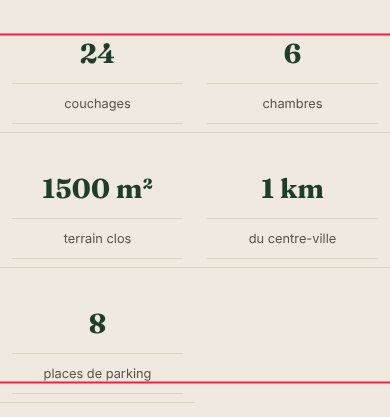 24
6
couchages
chambres
1500 m²
1 km
terrain clos
du centre-ville
8
places de parking